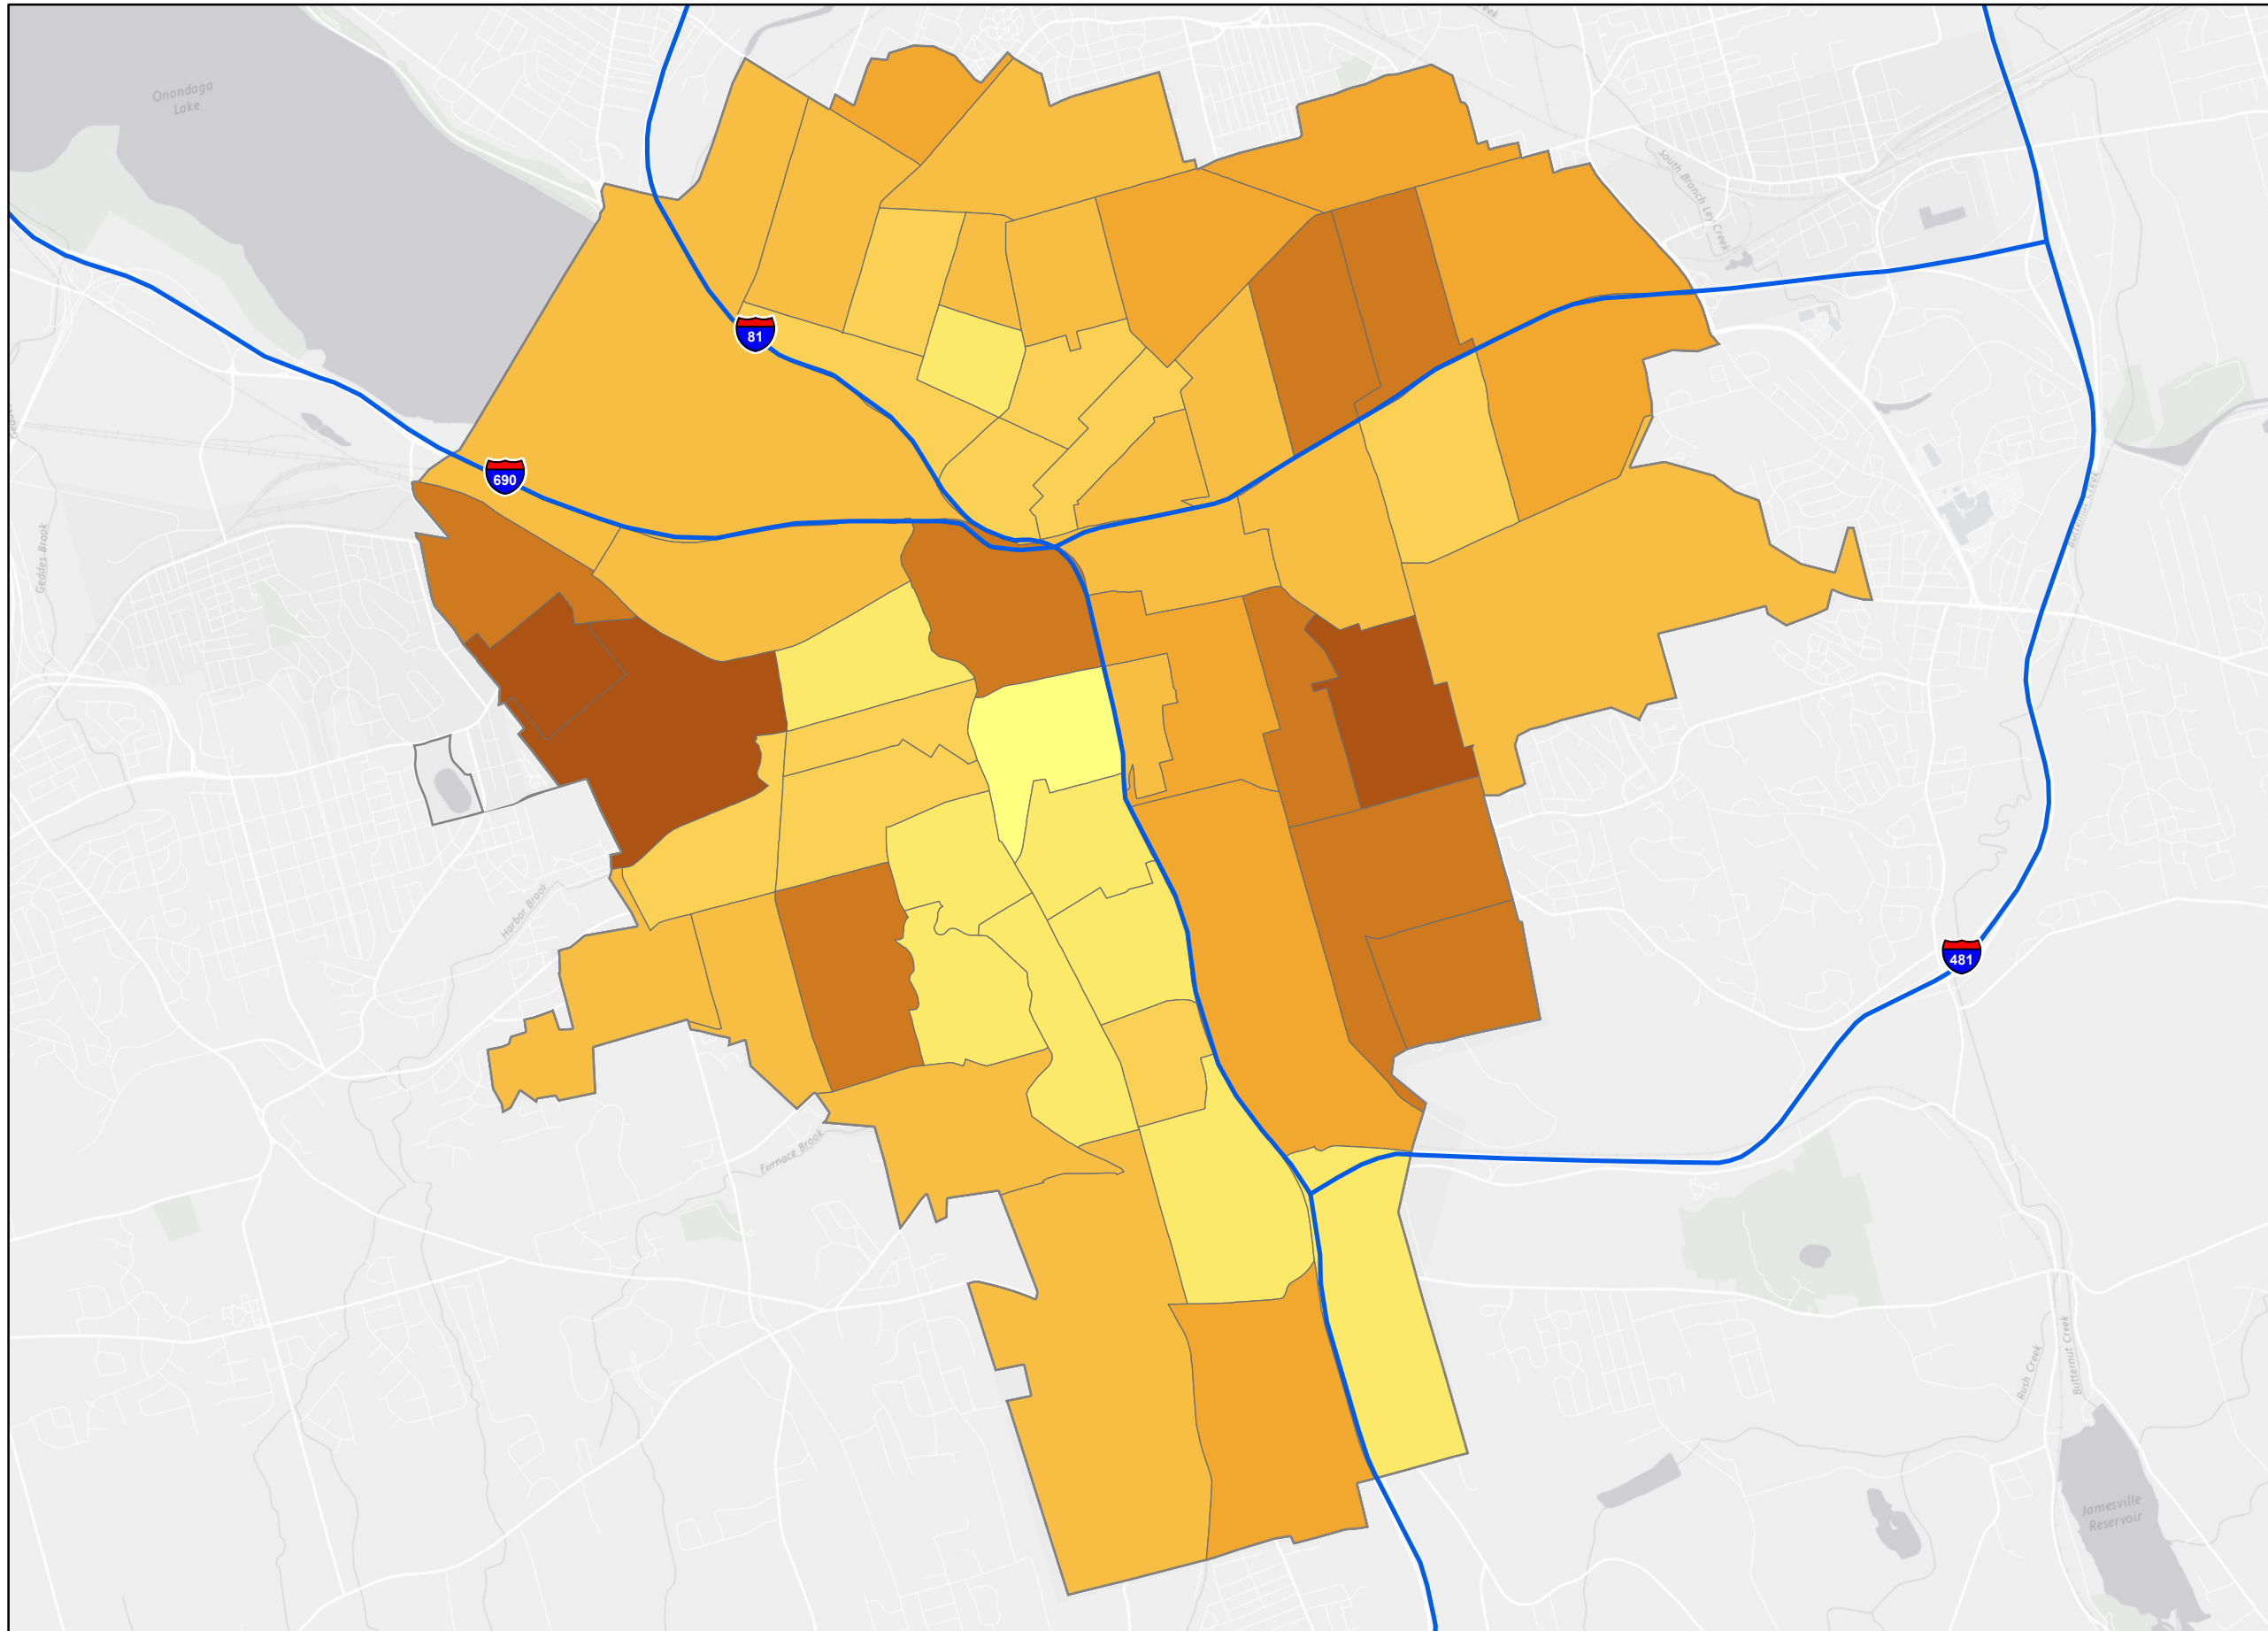 Onondaga
Lake
South Branch Ley Creek
81
690
Geddes Brook
Harbor Brook
481
Furnace Brook
Rush Creek
Butternut Creek
Jamesville
Reservoir